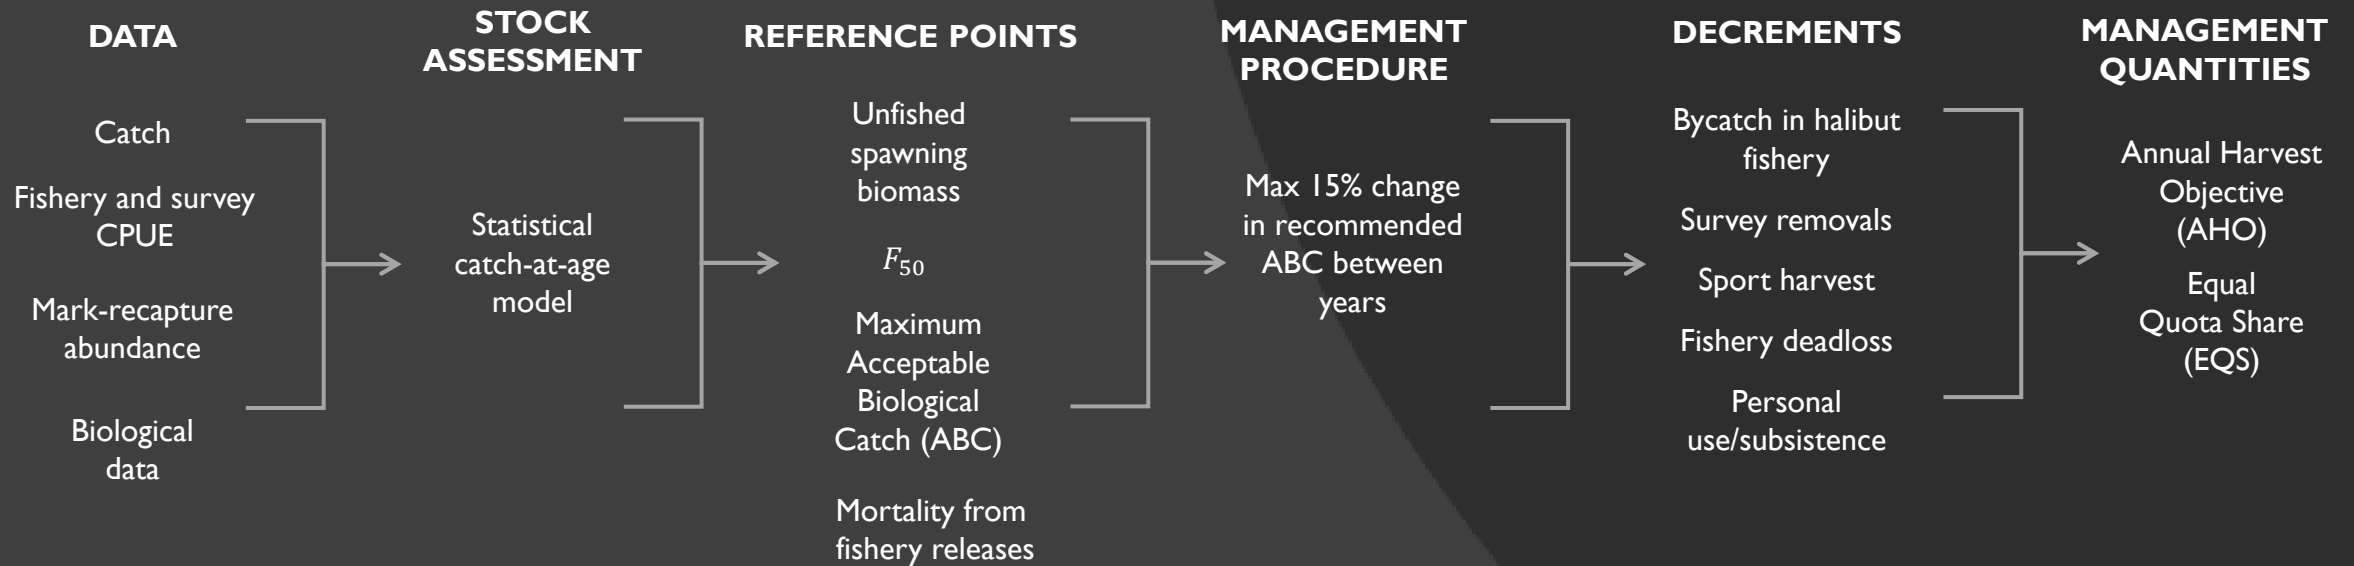 DATA
Catch
Fishery and survey
CPUE
Mark-recapture
abundance
Biological
data
STOCK
ASSESSMENT
Statistical
catch-at-age
model
REFERENCE POINTS
Unfished
spawning
biomass
F50
Maximum
Acceptable
Biological
Catch (ABC)
Mortality from
fishery releases
MANAGEMENT
PROCEDURE
Max 15% change
in recommended
ABC between
years
DECREMENTS
Bycatch in halibut
fishery
Survey removals
Sport harvest
Fishery deadloss
Personal
use/subsistence
MANAGEMENT
QUANTITIES
Annual Harvest
Objective
(AHO)
Equal
Quota Share
(EQS)